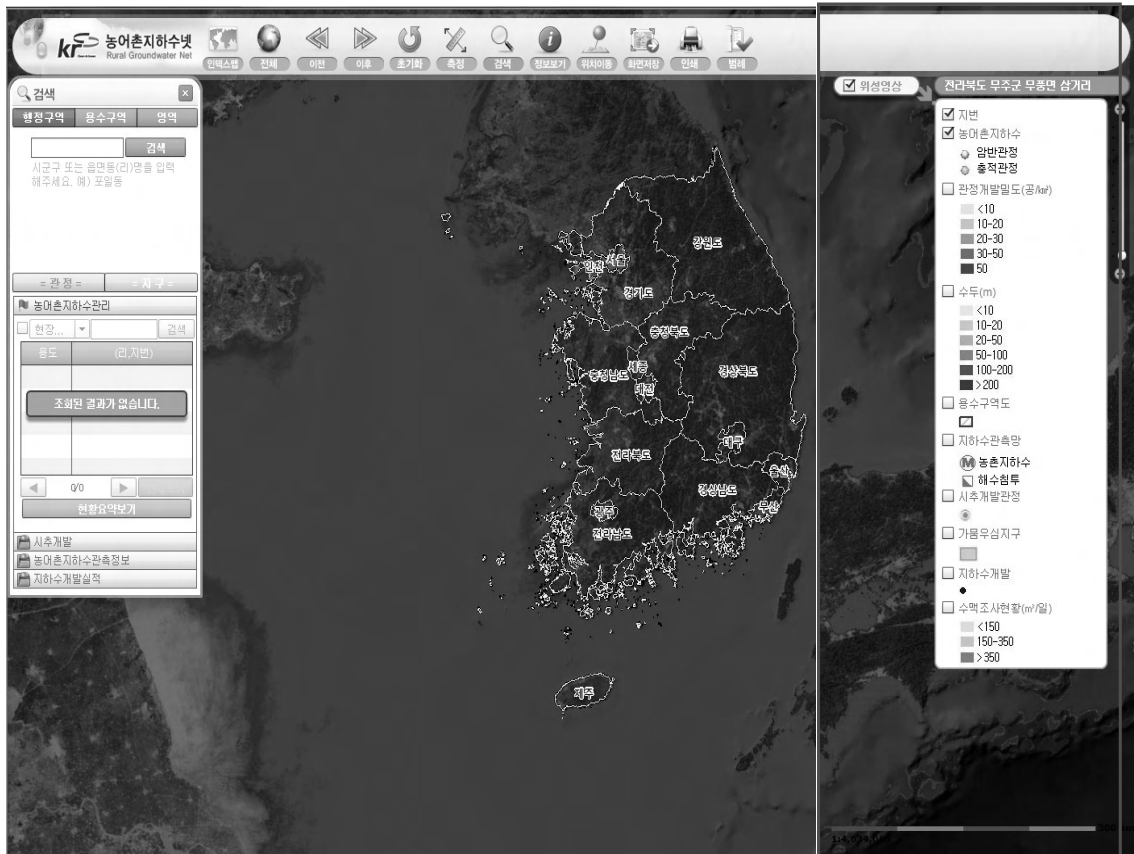 kr 농어촌지하수넷
Rural Groundwater Net
인덱스맵 전체 이전 이후 초기화 측정 검색 정보보기 위치이동 화면저장 인쇄 범례
검색
행정구역 용수구역 영역
검색
시군구 또는 읍면동(리)명을 입력
해주세요. 예) 포일동
= 관정 = = 지구 =
농어촌지하수관리
현장... 검색
용도 (리,지번)
조회된 결과가 없습니다.
0/0
현황요약보기
시추개발
농어촌지하수관측정보
지하수개발실적
강원도
서울
인천
경기도
충청북도
세종
충청남도
경상북도
대전
대구
전라북도
울산
경상남도
부산
광주
전라남도
제주
위성영상
전라북도 무주군 무풍면 삼거리
지번
농어촌지하수
암반관정
충적관정
관정개발밀도(공/㎢)
<10
10-20
20-30
30-50
50
수두(m)
<10
10-20
20-50
50-100
100-200
>200
용수구역도
지하수관측망
M 농촌지하수
해수침투
시추개발관정
가뭄우심지구
지하수개발
수맥조사현황(m³/일)
<150
150-350
>350